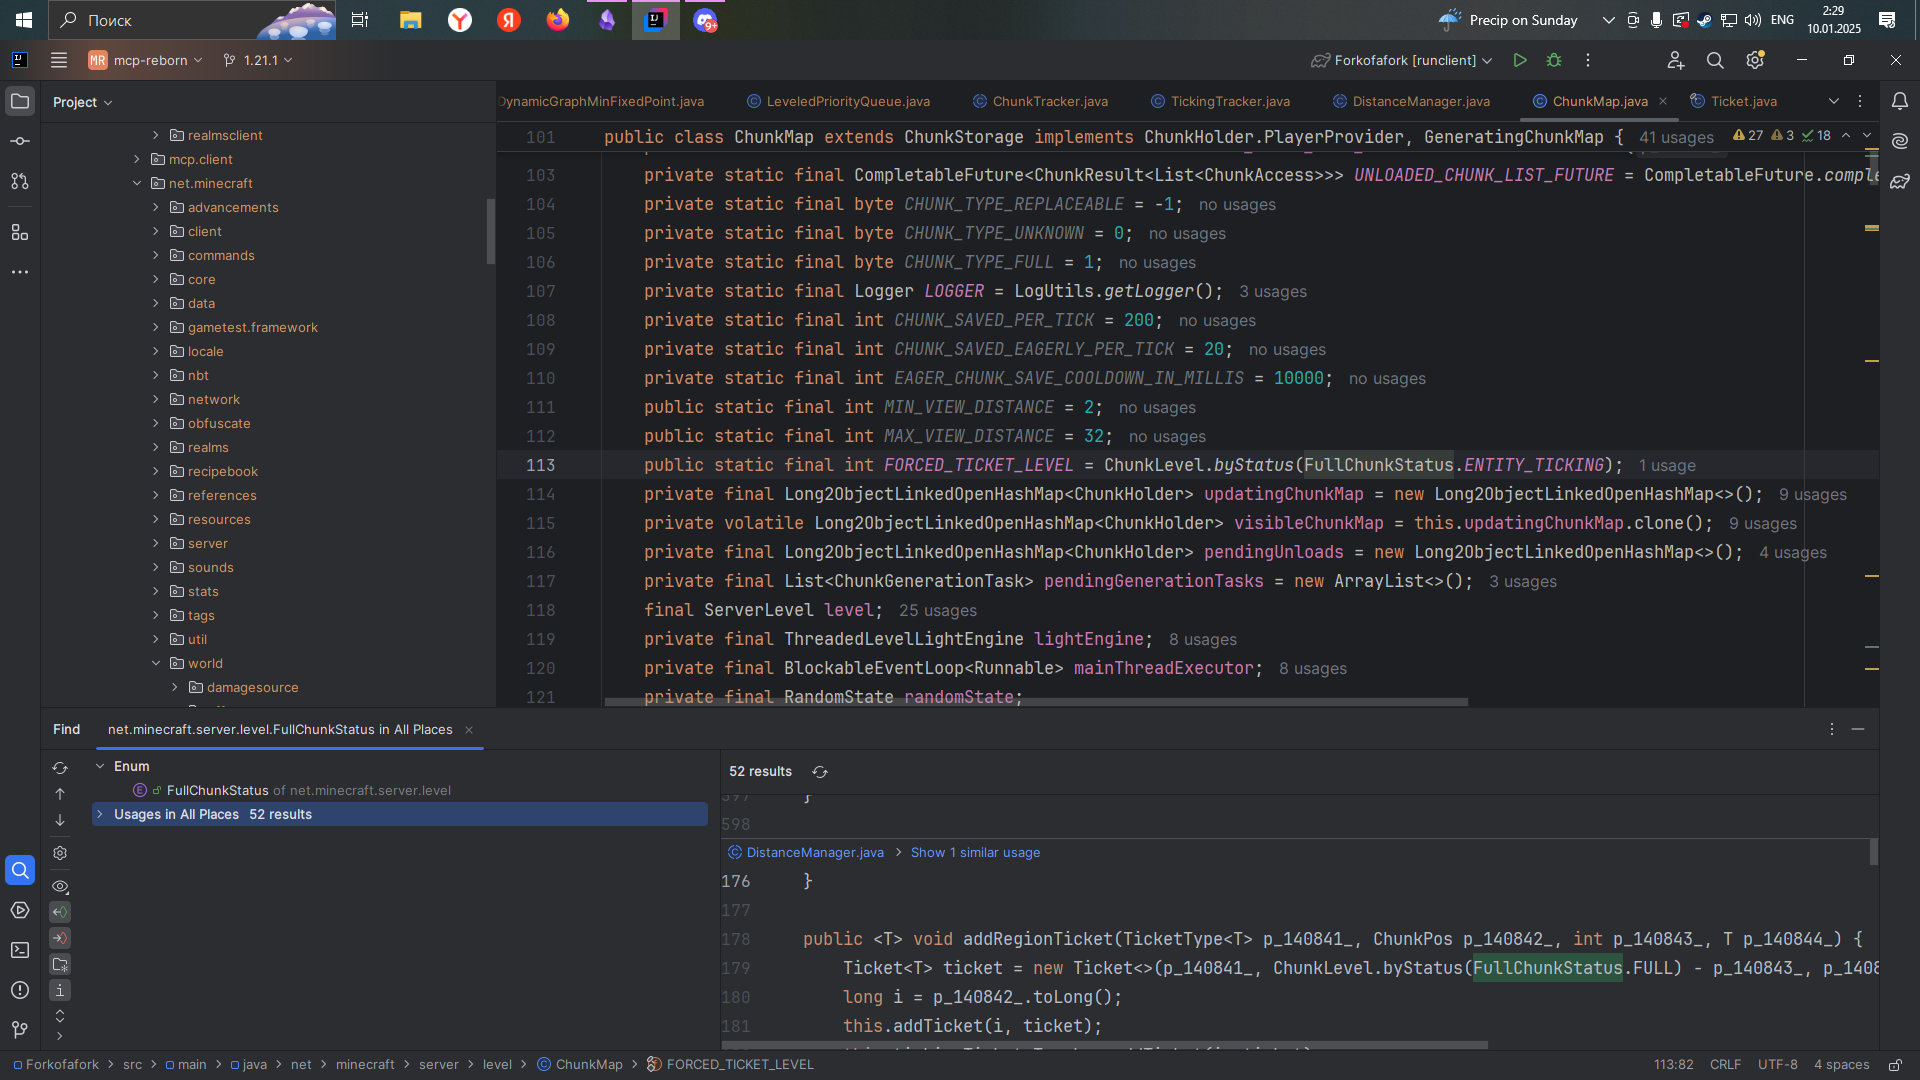 Поиск
9+
Precip on Sunday
ENG
2:29
10.01.2025
MR
mcp-reborn
1.21.1
Forkofafork [runclient]
Project
DynamicGraphMinFixedPoint.java
LeveledPriorityQueue.java
ChunkTracker.java
TickingTracker.java
DistanceManager.java
ChunkMap.java
Ticket.java
realmsclient
mcp.client
net.minecraft
advancements
client
commands
core
data
gametest.framework
locale
nbt
network
obfuscate
realms
recipebook
references
resources
server
sounds
stats
tags
util
world
damagesource
101 public class ChunkMap extends ChunkStorage implements ChunkHolder.PlayerProvider, GeneratingChunkMap { 41 usages
27 3 18
103 private static final CompletableFuture<ChunkResult<List<ChunkAccess>>> UNLOADED_CHUNK_LIST_FUTURE = CompletableFuture.comple
104 private static final byte CHUNK_TYPE_REPLACEABLE = -1; no usages
105 private static final byte CHUNK_TYPE_UNKNOWN = 0; no usages
106 private static final byte CHUNK_TYPE_FULL = 1; no usages
107 private static final Logger LOGGER = LogUtils.getLogger(); 3 usages
108 private static final int CHUNK_SAVED_PER_TICK = 200; no usages
109 private static final int CHUNK_SAVED_EAGERLY_PER_TICK = 20; no usages
110 private static final int EAGER_CHUNK_SAVE_COOLDOWN_IN_MILLIS = 10000; no usages
111 public static final int MIN_VIEW_DISTANCE = 2; no usages
112 public static final int MAX_VIEW_DISTANCE = 32; no usages
113 public static final int FORCED_TICKET_LEVEL = ChunkLevel.byStatus(FullChunkStatus.ENTITY_TICKING); 1 usage
114 private final Long2ObjectLinkedOpenHashMap<ChunkHolder> updatingChunkMap = new Long2ObjectLinkedOpenHashMap<>(); 9 usages
115 private volatile Long2ObjectLinkedOpenHashMap<ChunkHolder> visibleChunkMap = this.updatingChunkMap.clone(); 9 usages
116 private final Long2ObjectLinkedOpenHashMap<ChunkHolder> pendingUnloads = new Long2ObjectLinkedOpenHashMap<>(); 4 usages
117 private final List<ChunkGenerationTask> pendingGenerationTasks = new ArrayList<>(); 3 usages
118 final ServerLevel level; 25 usages
119 private final ThreadedLevelLightEngine lightEngine; 8 usages
120 private final BlockableEventLoop<Runnable> mainThreadExecutor; 8 usages
121 private final RandomState randomState;
Find
net.minecraft.server.level.FullChunkStatus in All Places
Enum
FullChunkStatus of net.minecraft.server.level
Usages in All Places 52 results
52 results
597 }
598
DistanceManager.java > Show 1 similar usage
176 }
177
178 public <T> void addRegionTicket(TicketType<T> p_140841_, ChunkPos p_140842_, int p_140843_, T p_140844_) {
179 Ticket<T> ticket = new Ticket<>(p_140841_, ChunkLevel.byStatus(FullChunkStatus.FULL) - p_140843_, p_1408
180 long i = p_140842_.toLong();
181 this.addTicket(i, ticket);
Forkofafork > src > main > java > net > minecraft > server > level > ChunkMap > FORCED_TICKET_LEVEL
113:82 CRLF UTF-8 4 spaces